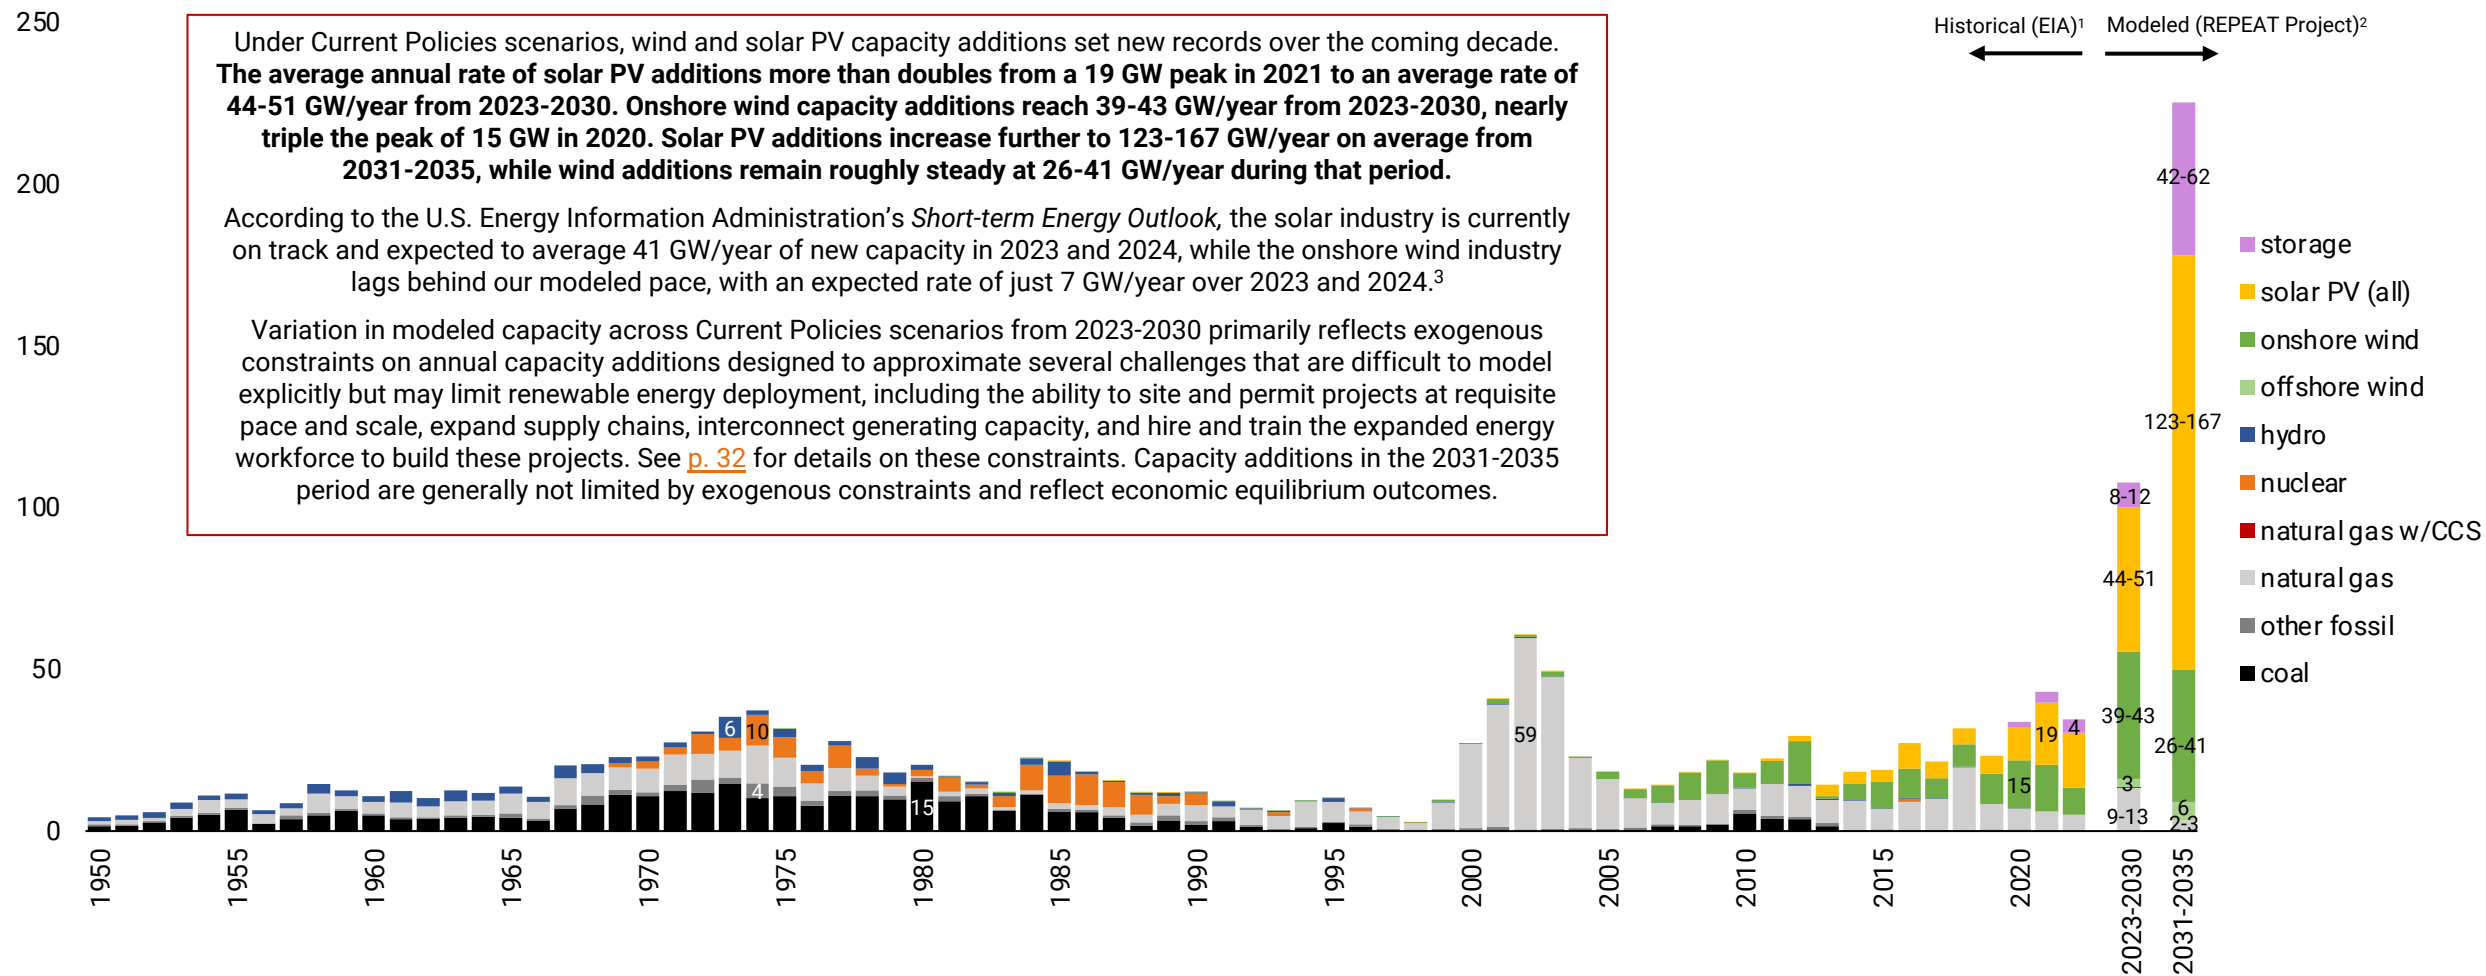 250
200
150
100
50
0
Under Current Policies scenarios, wind and solar PV capacity additions set new records over the coming decade.
The average annual rate of solar PV additions more than doubles from a 19 GW peak in 2021 to an average rate of
44-51 GW/year from 2023-2030. Onshore wind capacity additions reach 39-43 GW/year from 2023-2030, nearly
triple the peak of 15 GW in 2020. Solar PV additions increase further to 123-167 GW/year on average from
2031-2035, while wind additions remain roughly steady at 26-41 GW/year during that period.
According to the U.S. Energy Information Administration’s Short-term Energy Outlook, the solar industry is currently
on track and expected to average 41 GW/year of new capacity in 2023 and 2024, while the onshore wind industry
lags behind our modeled pace, with an expected rate of just 7 GW/year over 2023 and 2024.³
Variation in modeled capacity across Current Policies scenarios from 2023-2030 primarily reflects exogenous
constraints on annual capacity additions designed to approximate several challenges that are difficult to model
explicitly but may limit renewable energy deployment, including the ability to site and permit projects at requisite
pace and scale, expand supply chains, interconnect generating capacity, and hire and train the expanded energy
workforce to build these projects. See p. 32 for details on these constraints. Capacity additions in the 2031-2035
period are generally not limited by exogenous constraints and reflect economic equilibrium outcomes.
Historical (EIA)¹
Modeled (REPEAT Project)²
6
10
4
15
59
15
19
4
8-12
44-51
39-43
3
9-13
42-62
123-167
26-41
6
2-3
storage
solar PV (all)
onshore wind
offshore wind
hydro
nuclear
natural gas w/CCS
natural gas
other fossil
coal
1950
1955
1960
1965
1970
1975
1980
1985
1990
1995
2000
2005
2010
2015
2020
2023-2030
2031-2035